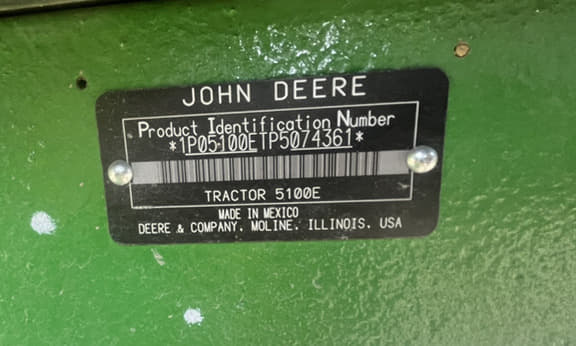 JOHN DEERE
Product Identification Number
*1P05100ETP5074361*
TRACTOR 5100E
MADE IN MEXICO
DEERE & COMPANY. MOLINE. ILLINOIS. USA